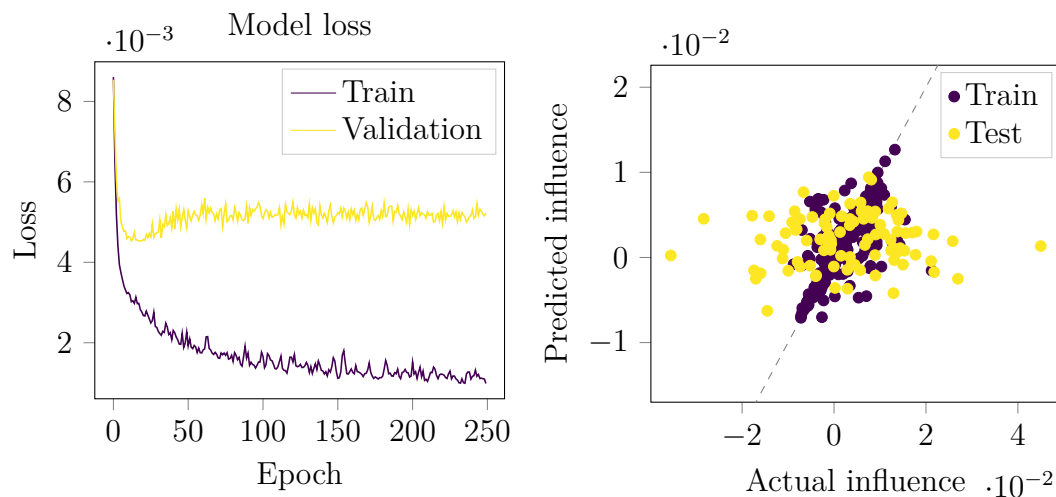 Model loss
·10⁻³
Train
Validation
8
6
4
2
Loss
0
50
100
150
200
250
Epoch
·10⁻²
Train
Test
2
1
0
−1
Predicted influence
−2
0
2
4
Actual influence
·10⁻²